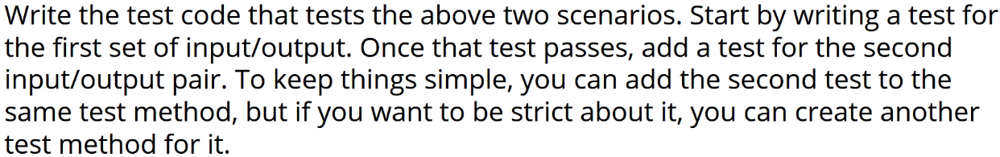 Write the test code that tests the above two scenarios. Start by writing a test for
the first set of input/output. Once that test passes, add a test for the second
input/output pair. To keep things simple, you can add the second test to the
same test method, but if you want to be strict about it, you can create another
test method for it.